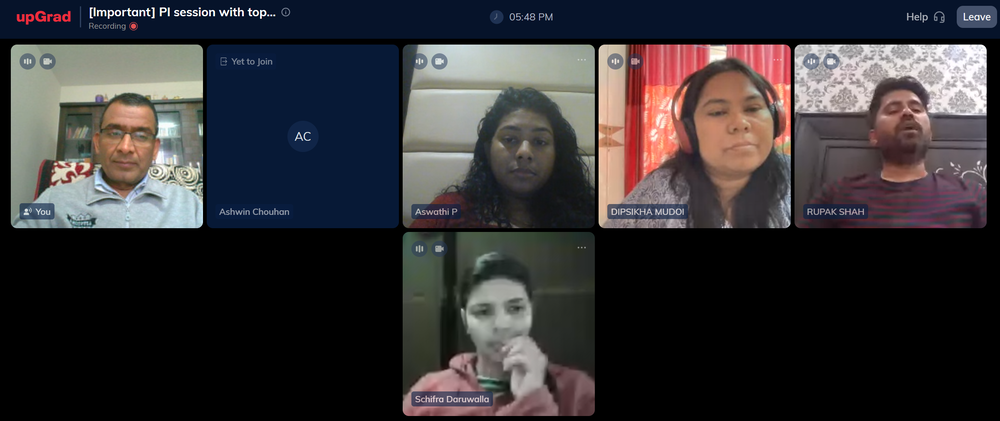 upGrad
[Important] PI session with top...
Recording
05:48 PM
Help
Leave
You
Yet to Join
AC
Ashwin Chouhan
Aswathi P
DIPSIKHA MUDOI
RUPAK SHAH
Schifra Daruwalla